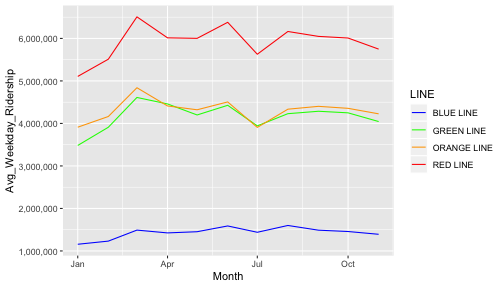 Avg_Weekday_Ridership
6,000,000
5,000,000
4,000,000
3,000,000
2,000,000
1,000,000
Jan Apr Jul Oct
Month
LINE
BLUE LINE
GREEN LINE
ORANGE LINE
RED LINE